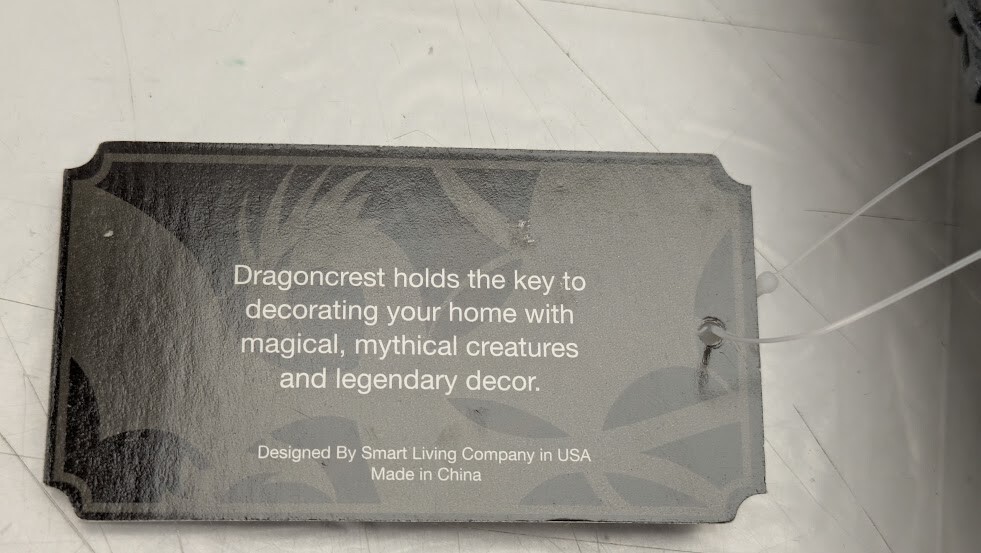 Dragoncrest holds the key to
decorating your home with
magical, mythical creatures
and legendary decor.
Designed By Smart Living Company in USA
Made in China